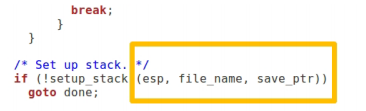 break;
}
}
/* Set up stack. */
if (!setup_stack (esp, file_name, save_ptr))
goto done;